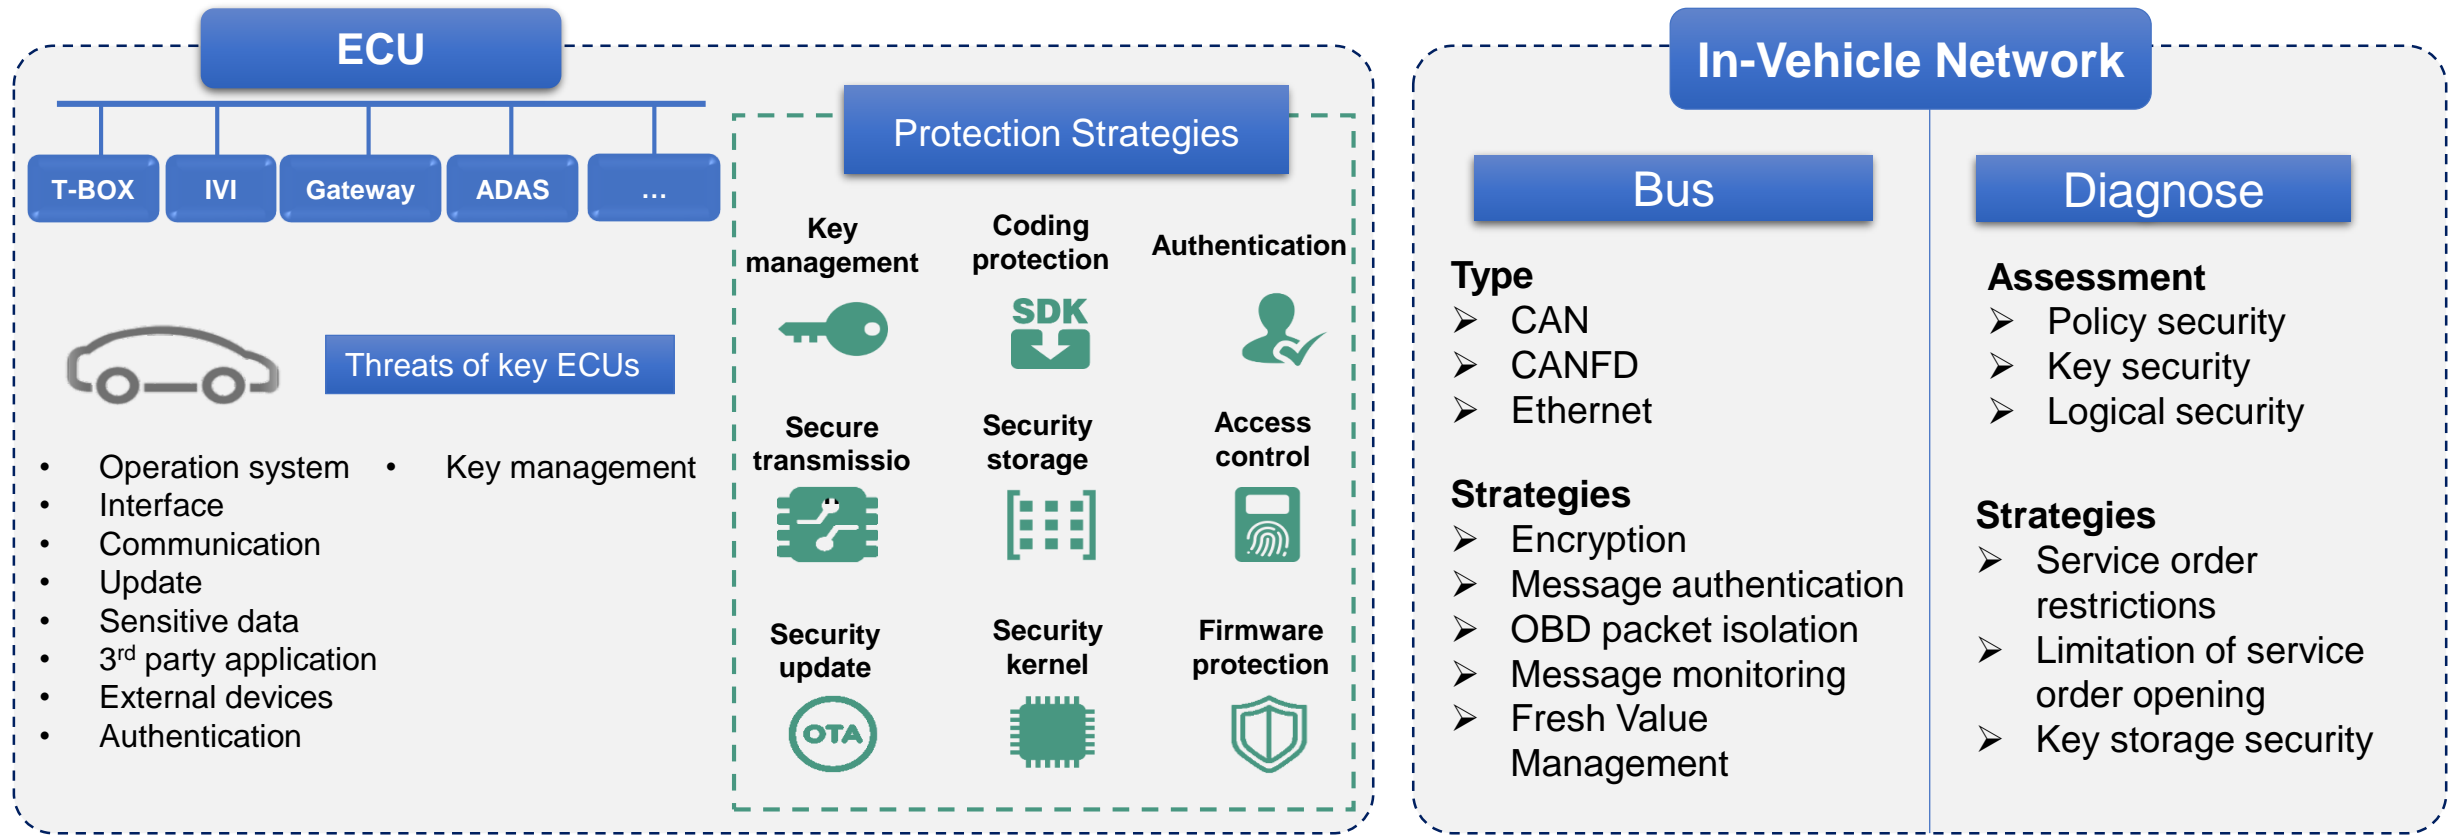 ECU
T-BOX
IVI
Gateway
ADAS
...
Threats of key ECUs
• Operation system
• Interface
• Communication
• Update
• Sensitive data
• 3rd party application
• External devices
• Authentication
• Key management
Protection Strategies
Key
management
Coding
protection
SDK
Authentication
Secure
transmissio
Security
storage
Access
control
Security
update
OTA
Security
kernel
Firmware
protection
In-Vehicle Network
Bus
Type
➢ CAN
➢ CANFD
➢ Ethernet
Strategies
➢ Encryption
➢ Message authentication
➢ OBD packet isolation
➢ Message monitoring
➢ Fresh Value
Management
Diagnose
Assessment
➢ Policy security
➢ Key security
➢ Logical security
Strategies
➢ Service order
restrictions
➢ Limitation of service
order opening
➢ Key storage security